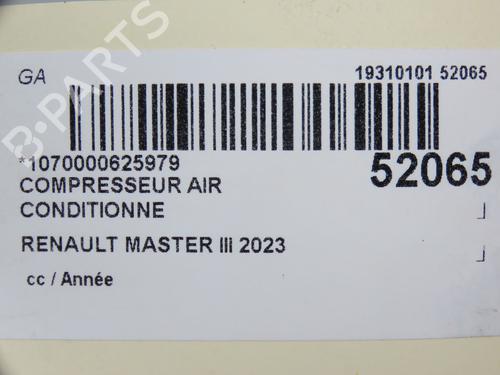 GA
19310101 52065
*1070000625979
52065
COMPRESSEUR AIR
CONDITIONNE
RENAULT MASTER III 2023
cc / Année
B-PARTS